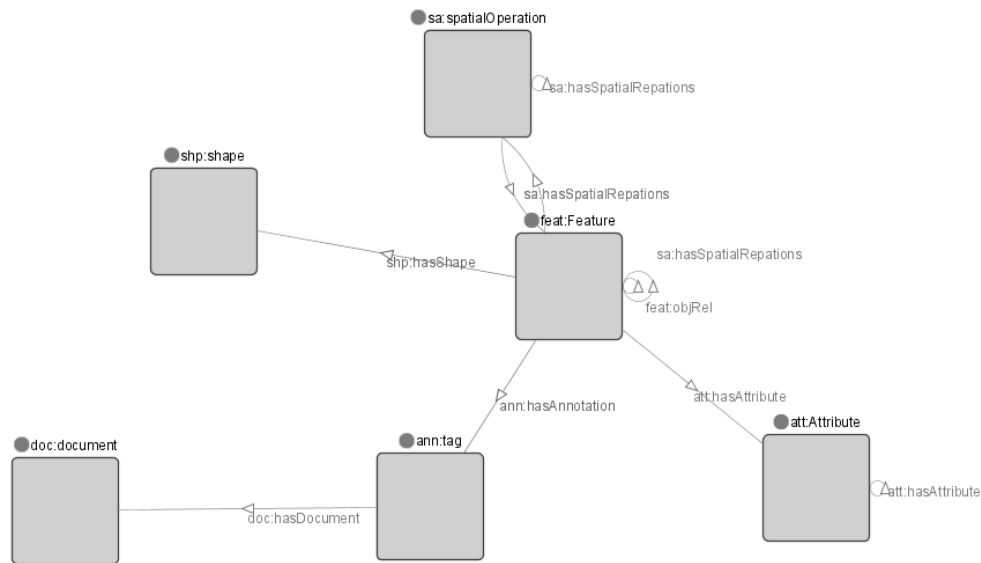 sa:spatialOperation
sa:hasSpatialRepations
shp:shape
sa:hasSpatialRepations
feat:Feature
sa:hasSpatialRepations
shp:hasShape
feat:objRel
att:hasAttribute
ann:hasAnnotation
att:Attribute
doc:document
ann:tag
att:hasAttribute
doc:hasDocument